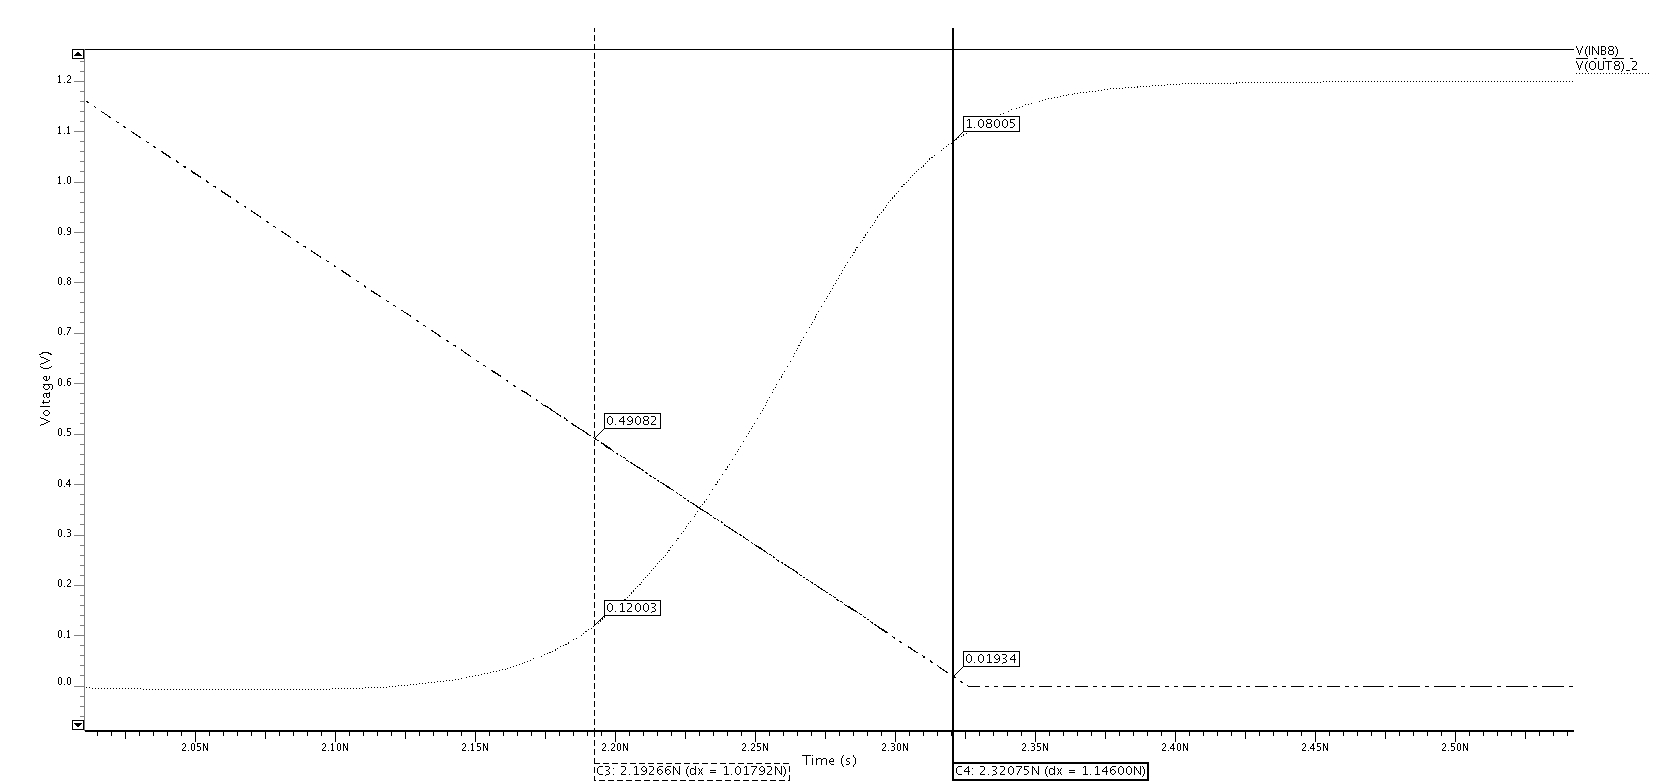 V(INB8)
V(OUT8)_2
1.2
1.1
1.0
0.9
0.8
0.7
0.6
0.5
0.4
0.3
0.2
0.1
0.0
Voltage (V)
1.08005
0.49082
0.12003
0.01934
2.05N 2.10N 2.15N 2.20N 2.25N 2.30N 2.35N 2.40N 2.45N 2.50N
Time (s)
C3: 2.19266N (dx = 1.01792N)
C4: 2.32075N (dx = 1.14600N)